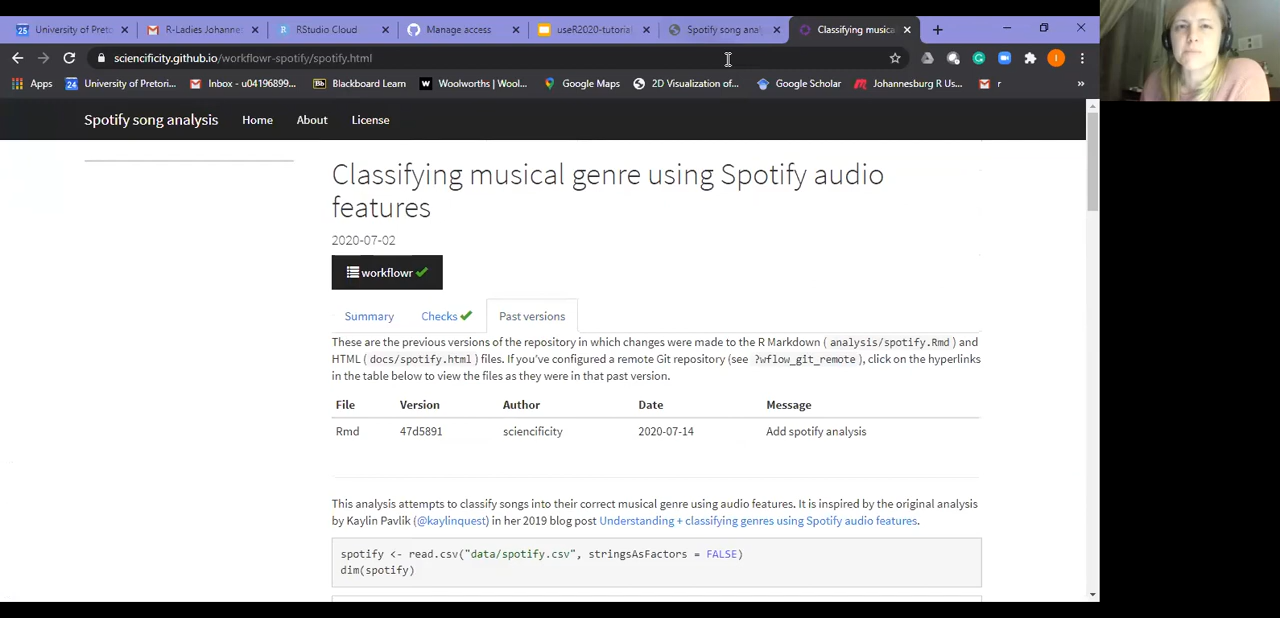 University of Preto
R-Ladies Johannes
RStudio Cloud
Manage access
useR2020-tutorial
Spotify song anal
Classifying musica
sciencificity.github.io/workflowr-spotify/spotify.html
Apps
University of Pretori...
Inbox - u04196899...
Bb Blackboard Learn
Woolworths | Wool...
Google Maps
2D Visualization of...
Google Scholar
Johannesburg R Us...
r
»
Spotify song analysis
Home
About
License
Classifying musical genre using Spotify audio
features
2020-07-02
workflowr
Summary
Checks
Past versions
These are the previous versions of the repository in which changes were made to the R Markdown ( analysis/spotify.Rmd ) and
HTML ( docs/spotify.html ) files. If you've configured a remote Git repository (see ?wflow_git_remote ), click on the hyperlinks
in the table below to view the files as they were in that past version.
File Version Author Date Message
Rmd 47d5891 sciencificity 2020-07-14 Add spotify analysis
This analysis attempts to classify songs into their correct musical genre using audio features. It is inspired by the original analysis
by Kaylin Pavlik (@kaylinquest) in her 2019 blog post Understanding + classifying genres using Spotify audio features.
spotify <- read.csv("data/spotify.csv", stringsAsFactors = FALSE)
dim(spotify)